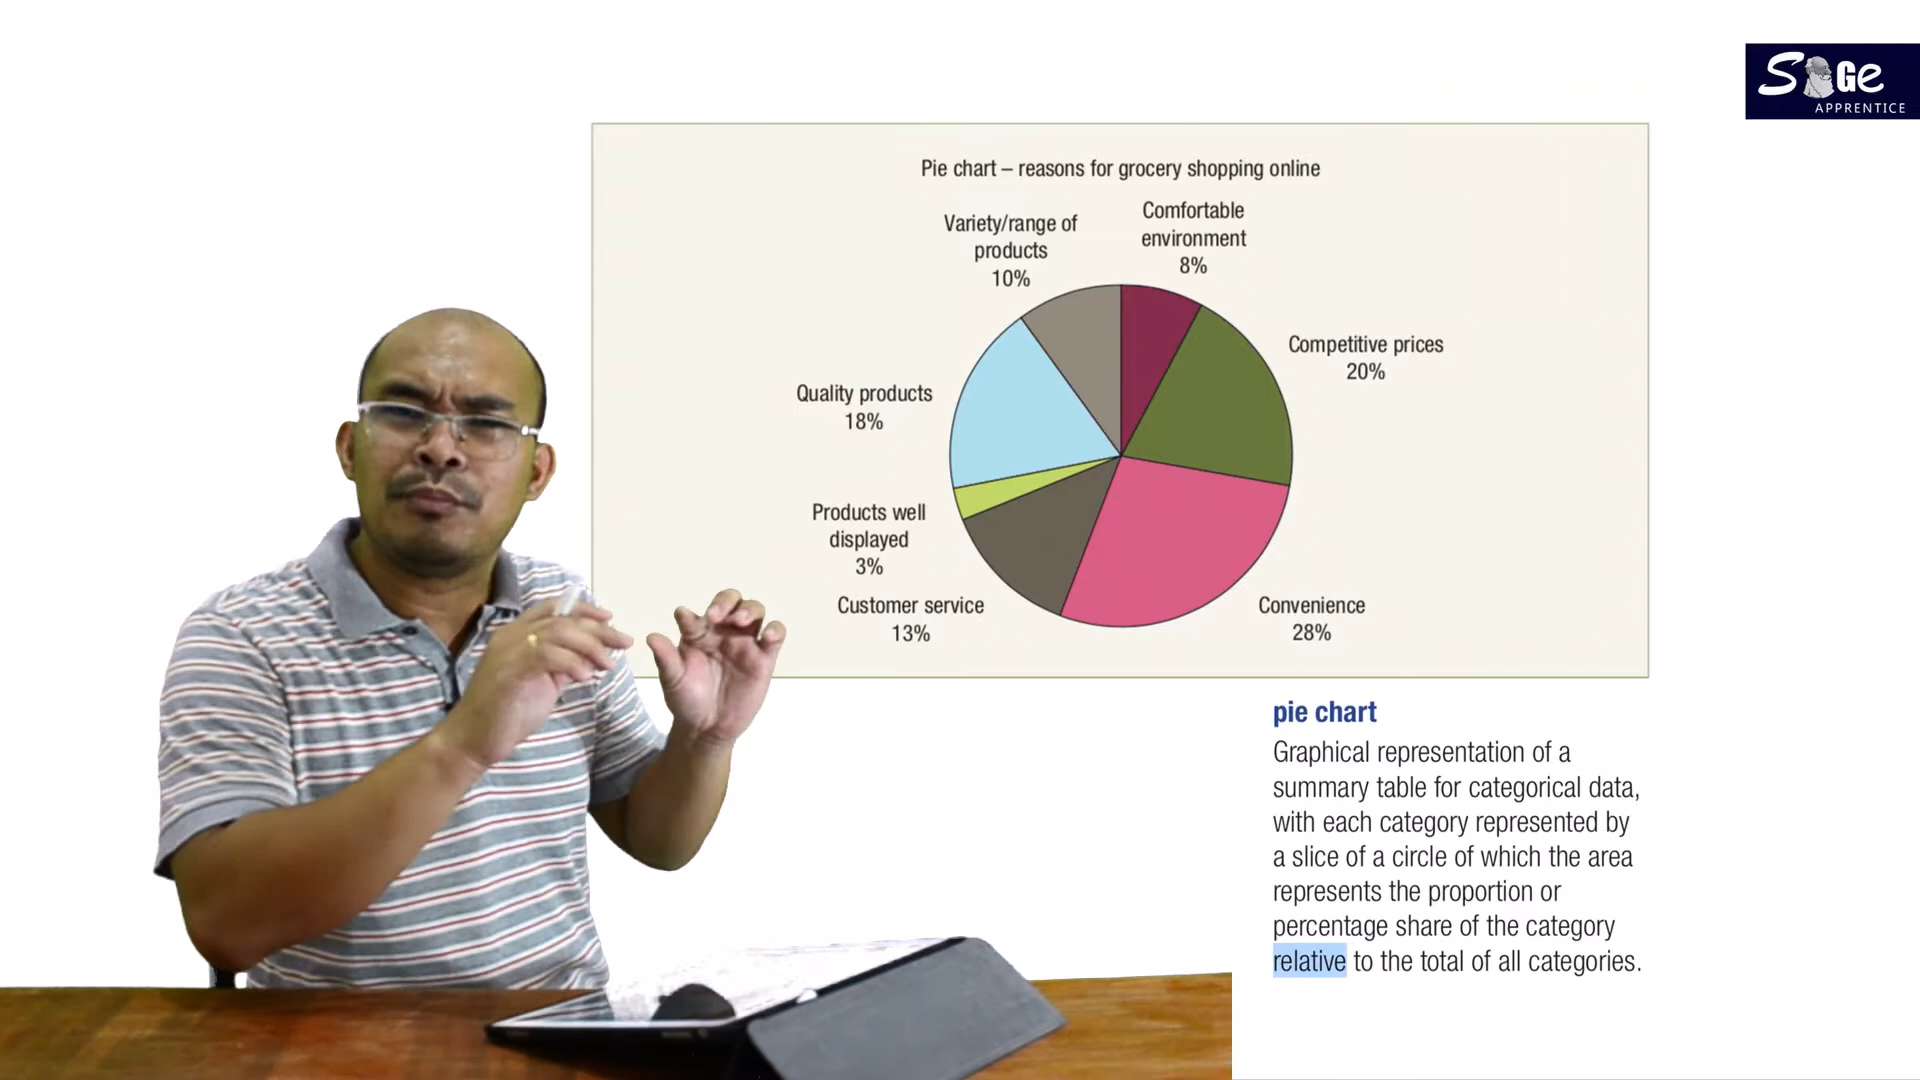 SaGe
APPRENTICE
Pie chart – reasons for grocery shopping online
Variety/range of
products
10%
Comfortable
environment
8%
Competitive prices
20%
Quality products
18%
Products well
displayed
3%
Customer service
13%
Convenience
28%
pie chart
Graphical representation of a
summary table for categorical data,
with each category represented by
a slice of a circle of which the area
represents the proportion or
percentage share of the category
relative to the total of all categories.